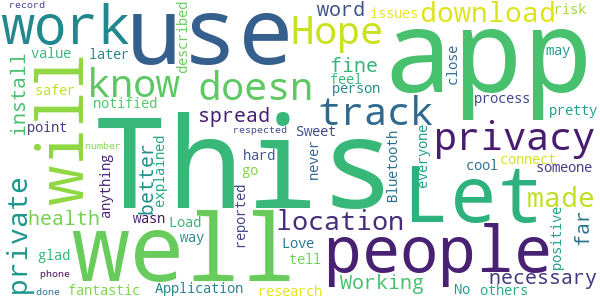 record
work
use
described
Hope
word
issues
download
risk
app
install
value
later
know
doesn
fine
feel
person
close
may
safer
notified
process
pretty
will
point
spread
track
respected
Sweet
This
privacy
number
hard
never
Bluetooth
everyone
cool
connect
someone
private
anything
better
explained
go
health
wasn
Load
way
reported
location
Let
made
far
positive
glad
well
Love
tell
people
necessary
phone
done
fantastic
Application
research
Working
No
others